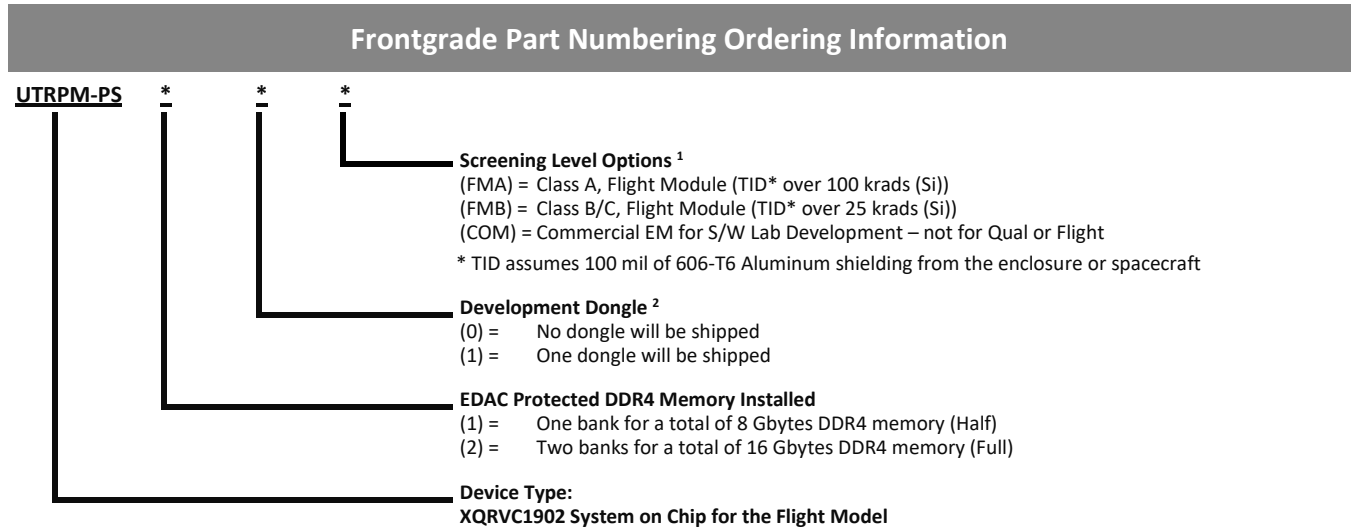 Frontgrade Part Numbering Ordering Information
UTRPM-PS * * *
Screening Level Options 1
(FMA) = Class A, Flight Module (TID* over 100 krads (Si))
(FMB) = Class B/C, Flight Module (TID* over 25 krads (Si))
(COM) = Commercial EM for S/W Lab Development – not for Qual or Flight
* TID assumes 100 mil of 606-T6 Aluminum shielding from the enclosure or spacecraft
Development Dongle 2
(0) = No dongle will be shipped
(1) = One dongle will be shipped
EDAC Protected DDR4 Memory Installed
(1) = One bank for a total of 8 Gbytes DDR4 memory (Half)
(2) = Two banks for a total of 16 Gbytes DDR4 memory (Full)
Device Type:
XQRVC1902 System on Chip for the Flight Model